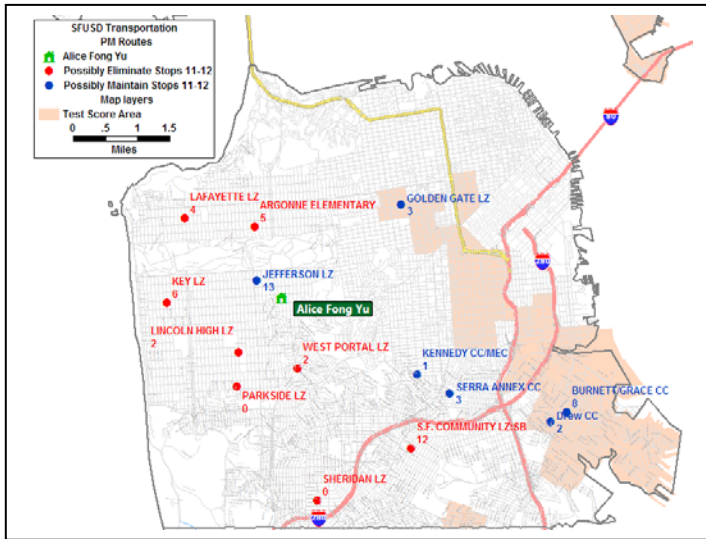 SFUSD Transportation
PM Routes
Alice Fong Yu
Possibly Eliminate Stops 11-12
Possibly Maintain Stops 11-12
Map layers
Test Score Area
0 .5 1 1.5
Miles
80
LAFAYETTE LZ
4
ARGONNE ELEMENTARY
5
GOLDEN GATE LZ
3
280
JEFFERSON LZ
13
KEY LZ
6
Alice Fong Yu
LINCOLN HIGH LZ
2
WEST PORTAL LZ
2
KENNEDY CC/MEC
1
PARKSIDE LZ
0
SERRA ANNEX CC
3
BURNETT/GRACE CC
8
Drew CC
2
S.F. COMMUNITY LZ:SB
12
SHERIDAN LZ
0
280